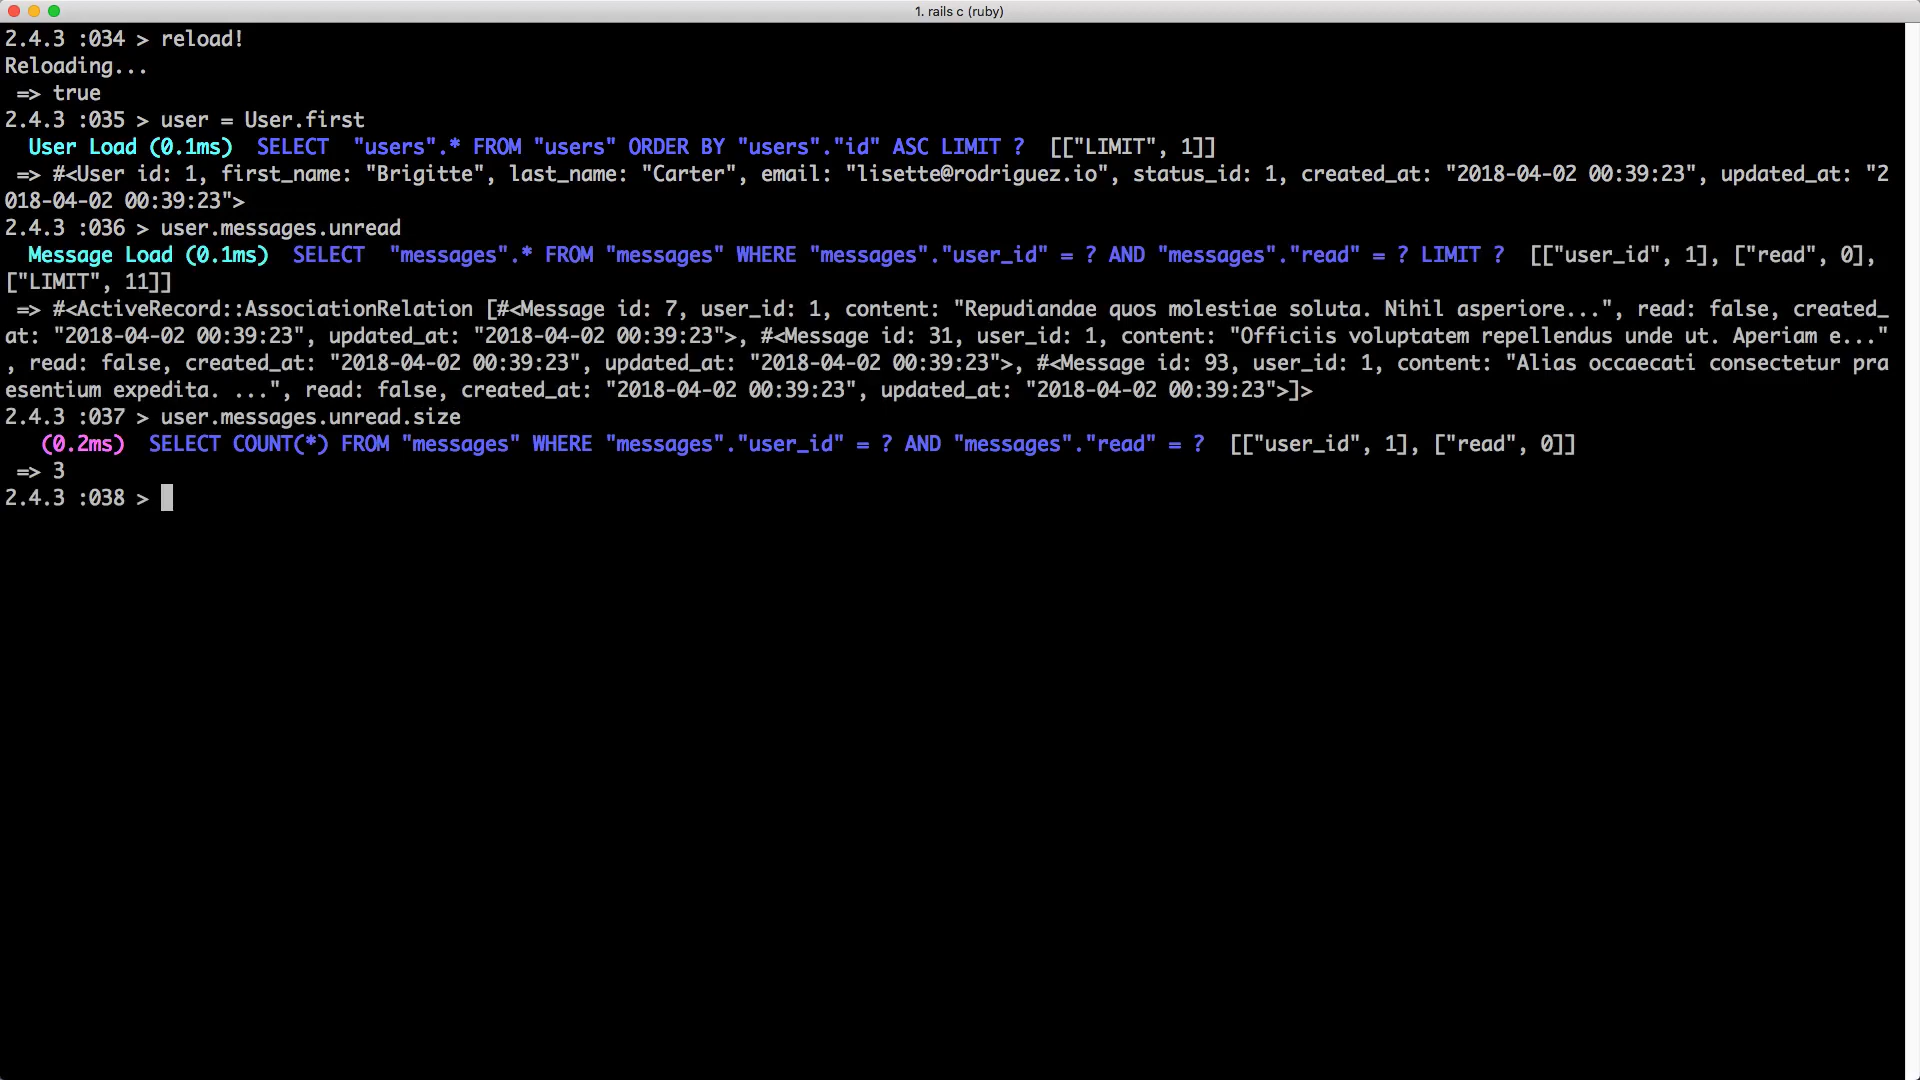 1. rails c (ruby)
2.4.3 :034 > reload!
Reloading...
 => true
2.4.3 :035 > user = User.first
  User Load (0.1ms)  SELECT  "users".* FROM "users" ORDER BY "users"."id" ASC LIMIT ?  [["LIMIT", 1]]
 => #<User id: 1, first_name: "Brigitte", last_name: "Carter", email: "lisette@rodriguez.io", status_id: 1, created_at: "2018-04-02 00:39:23", updated_at: "2
018-04-02 00:39:23">
2.4.3 :036 > user.messages.unread
  Message Load (0.1ms)  SELECT  "messages".* FROM "messages" WHERE "messages"."user_id" = ? AND "messages"."read" = ? LIMIT ?  [["user_id", 1], ["read", 0],
["LIMIT", 11]]
 => #<ActiveRecord::AssociationRelation [#<Message id: 7, user_id: 1, content: "Repudiandae quos molestiae soluta. Nihil asperiore...", read: false, created_
at: "2018-04-02 00:39:23", updated_at: "2018-04-02 00:39:23">, #<Message id: 31, user_id: 1, content: "Officiis voluptatem repellendus unde ut. Aperiam e..."
, read: false, created_at: "2018-04-02 00:39:23", updated_at: "2018-04-02 00:39:23">, #<Message id: 93, user_id: 1, content: "Alias occaecati consectetur pra
esentium expedita. ...", read: false, created_at: "2018-04-02 00:39:23", updated_at: "2018-04-02 00:39:23">]>
2.4.3 :037 > user.messages.unread.size
   (0.2ms)  SELECT COUNT(*) FROM "messages" WHERE "messages"."user_id" = ? AND "messages"."read" = ?  [["user_id", 1], ["read", 0]]
 => 3
2.4.3 :038 >